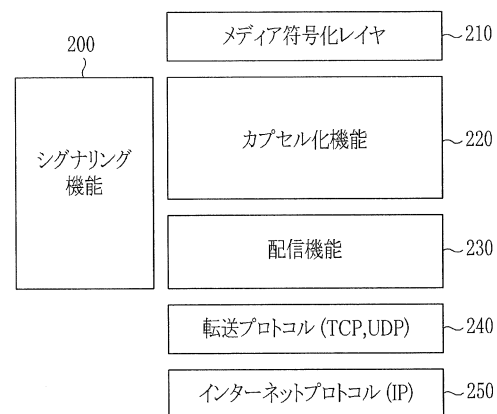 メディア符号化レイヤ
210
200
シグナリング
機能
カプセル化機能
220
配信機能
230
転送プロトコル (TCP,UDP)
240
インターネットプロトコル (IP)
250